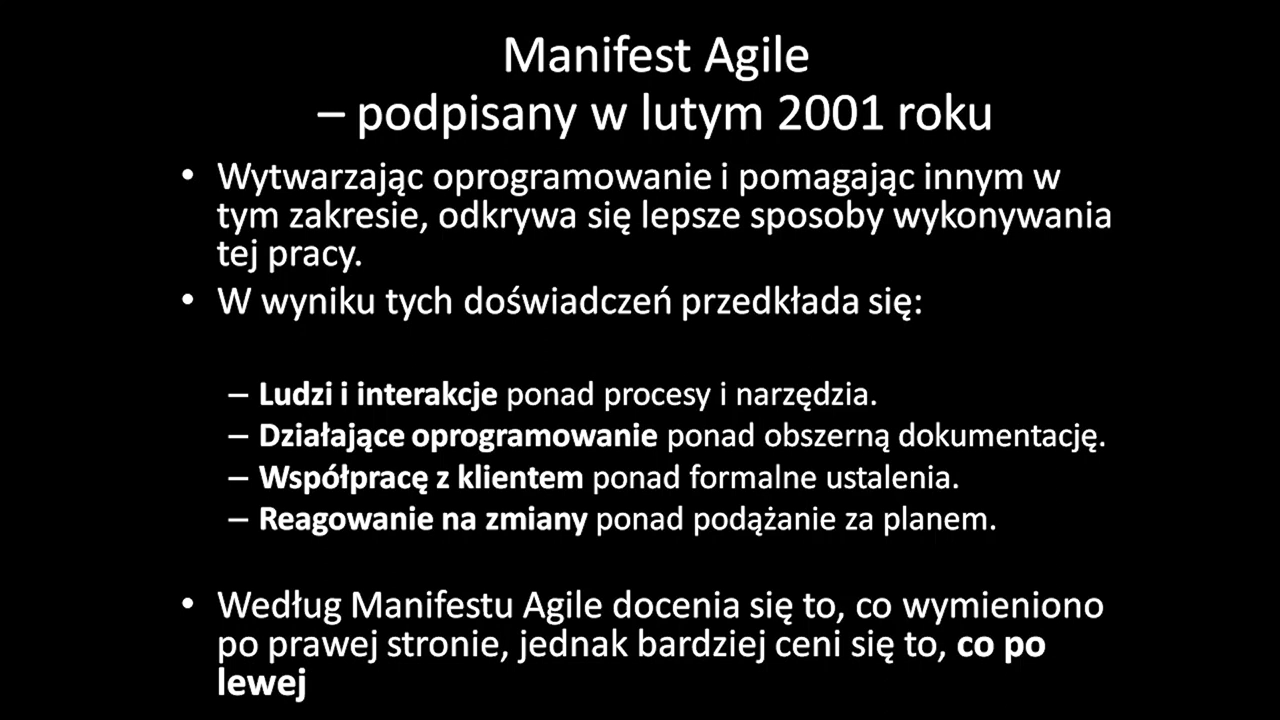 Manifest Agile
– podpisany w lutym 2001 roku
• Wytwarzając oprogramowanie i pomagając innym w
tym zakresie, odkrywa się lepsze sposoby wykonywania
tej pracy.
• W wyniku tych doświadczeń przedkłada się:
– Ludzi i interakcje ponad procesy i narzędzia.
– Działające oprogramowanie ponad obszerną dokumentację.
– Współpracę z klientem ponad formalne ustalenia.
– Reagowanie na zmiany ponad podążanie za planem.
• Według Manifestu Agile docenia się to, co wymieniono
po prawej stronie, jednak bardziej ceni się to, co po
lewej